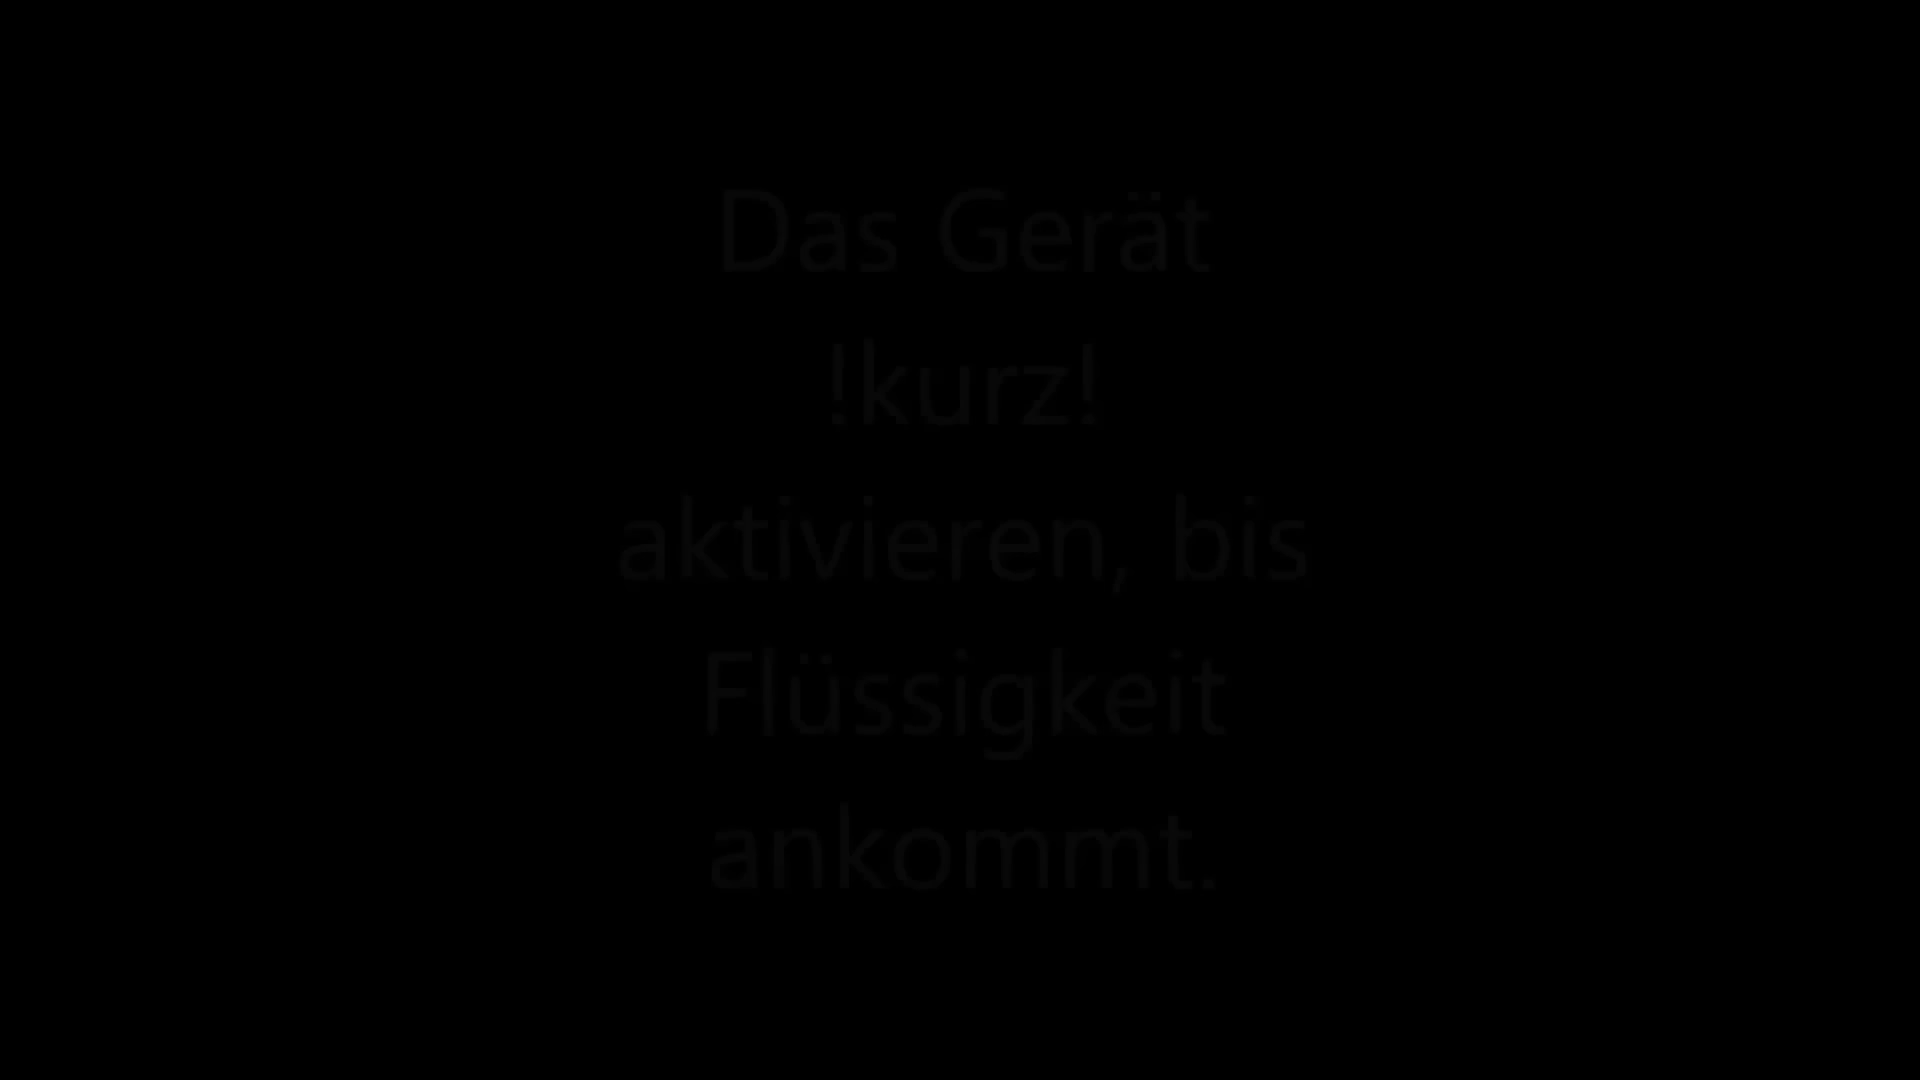 Das Gerät
!kurz!
aktivieren, bis
Flüssigkeit
ankommt.